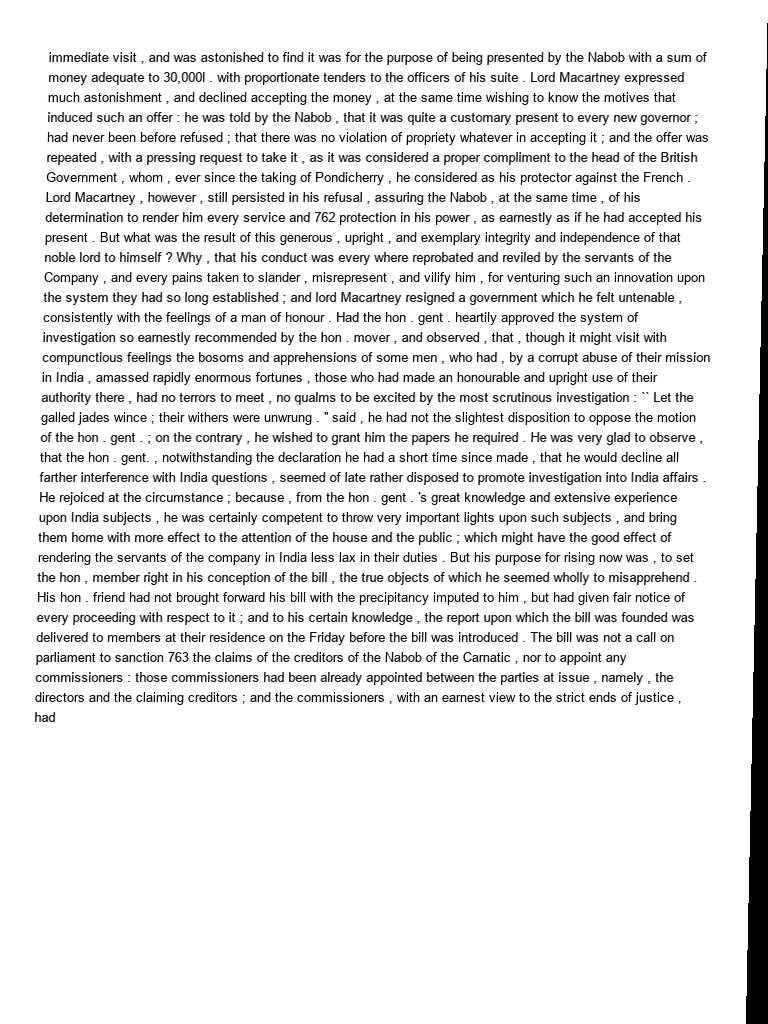 immediate visit , and was astonished to find it was for the purpose of being presented by the Nabob with a sum of
money adequate to 30,000l . with proportionate tenders to the officers of his suite . Lord Macartney expressed
much astonishment , and declined accepting the money , at the same time wishing to know the motives that
induced such an offer : he was told by the Nabob , that it was quite a customary present to every new governor ;
had never been before refused ; that there was no violation of propriety whatever in accepting it ; and the offer was
repeated , with a pressing request to take it , as it was considered a proper compliment to the head of the British
Government , whom , ever since the taking of Pondicherry , he considered as his protector against the French .
Lord Macartney , however , still persisted in his refusal , assuring the Nabob , at the same time , of his
determination to render him every service and 762 protection in his power , as earnestly as if he had accepted his
present . But what was the result of this generous , upright , and exemplary integrity and independence of that
noble lord to himself ? Why , that his conduct was every where reprobated and reviled by the servants of the
Company , and every pains taken to slander , misrepresent , and vilify him , for venturing such an innovation upon
the system they had so long established ; and lord Macartney resigned a government which he felt untenable ,
consistently with the feelings of a man of honour . Had the hon . gent . heartily approved the system of
investigation so earnestly recommended by the hon . mover , and observed , that , though it might visit with
compunctious feelings the bosoms and apprehensions of some men , who had , by a corrupt abuse of their mission
in India , amassed rapidly enormous fortunes , those who had made an honourable and upright use of their
authority there , had no terrors to meet , no qualms to be excited by the most scrutinous investigation : `` Let the
galled jades wince ; their withers were unwrung . " said , he had not the slightest disposition to oppose the motion
of the hon . gent . ; on the contrary , he wished to grant him the papers he required . He was very glad to observe ,
that the hon . gent. , notwithstanding the declaration he had a short time since made , that he would decline all
farther interference with India questions , seemed of late rather disposed to promote investigation into India affairs .
He rejoiced at the circumstance ; because , from the hon . gent . 's great knowledge and extensive experience
upon India subjects , he was certainly competent to throw very important lights upon such subjects , and bring
them home with more effect to the attention of the house and the public ; which might have the good effect of
rendering the servants of the company in India less lax in their duties . But his purpose for rising now was , to set
the hon , member right in his conception of the bill , the true objects of which he seemed wholly to misapprehend .
His hon . friend had not brought forward his bill with the precipitancy imputed to him , but had given fair notice of
every proceeding with respect to it ; and to his certain knowledge , the report upon which the bill was founded was
delivered to members at their residence on the Friday before the bill was introduced . The bill was not a call on
parliament to sanction 763 the claims of the creditors of the Nabob of the Carnatic , nor to appoint any
commissioners : those commissioners had been already appointed between the parties at issue , namely , the
directors and the claiming creditors ; and the commissioners , with an earnest view to the strict ends of justice ,
had